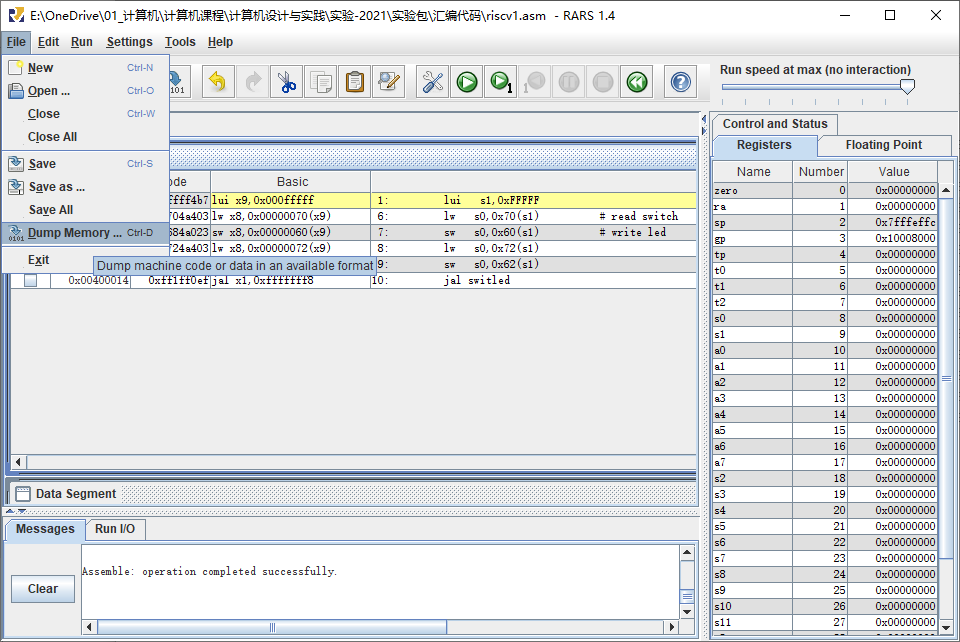 E:\OneDrive\01_计算机\计算机课程\计算机设计与实践\实验-2021\实验包\汇编代码\riscv1.asm - RARS 1.4
File Edit Run Settings Tools Help
New Ctrl-N
Open ... Ctrl-O
Close Ctrl-W
Close All
Save Ctrl-S
Save as ...
Save All
Dump Memory ... Ctrl-D
Exit
Dump machine code or data in an available format
Run speed at max (no interaction)
ode Basic
ffff4b7 lui x9,0x000fffff 1: lui s1,0xFFFFF
704a403 lw x8,0x00000070(x9) 6: lw s0,0x70(s1) # read switch
684a023 sw x8,0x00000060(x9) 7: sw s0,0x60(s1) # write led
724a403 lw x8,0x00000072(x9) 8: lw s0,0x72(s1)
9: sw s0,0x62(s1)
0x00400014 0xff1ff0ef jal x1,0xfffffff8 10: jal switled
Data Segment
Messages Run I/O
Assemble: operation completed successfully.
Clear
Control and Status
Registers Floating Point
Name Number Value
zero 0 0x00000000
ra 1 0x00000000
sp 2 0x7fffeffc
gp 3 0x10008000
tp 4 0x00000000
t0 5 0x00000000
t1 6 0x00000000
t2 7 0x00000000
s0 8 0x00000000
s1 9 0x00000000
a0 10 0x00000000
a1 11 0x00000000
a2 12 0x00000000
a3 13 0x00000000
a4 14 0x00000000
a5 15 0x00000000
a6 16 0x00000000
a7 17 0x00000000
s2 18 0x00000000
s3 19 0x00000000
s4 20 0x00000000
s5 21 0x00000000
s6 22 0x00000000
s7 23 0x00000000
s8 24 0x00000000
s9 25 0x00000000
s10 26 0x00000000
s11 27 0x00000000